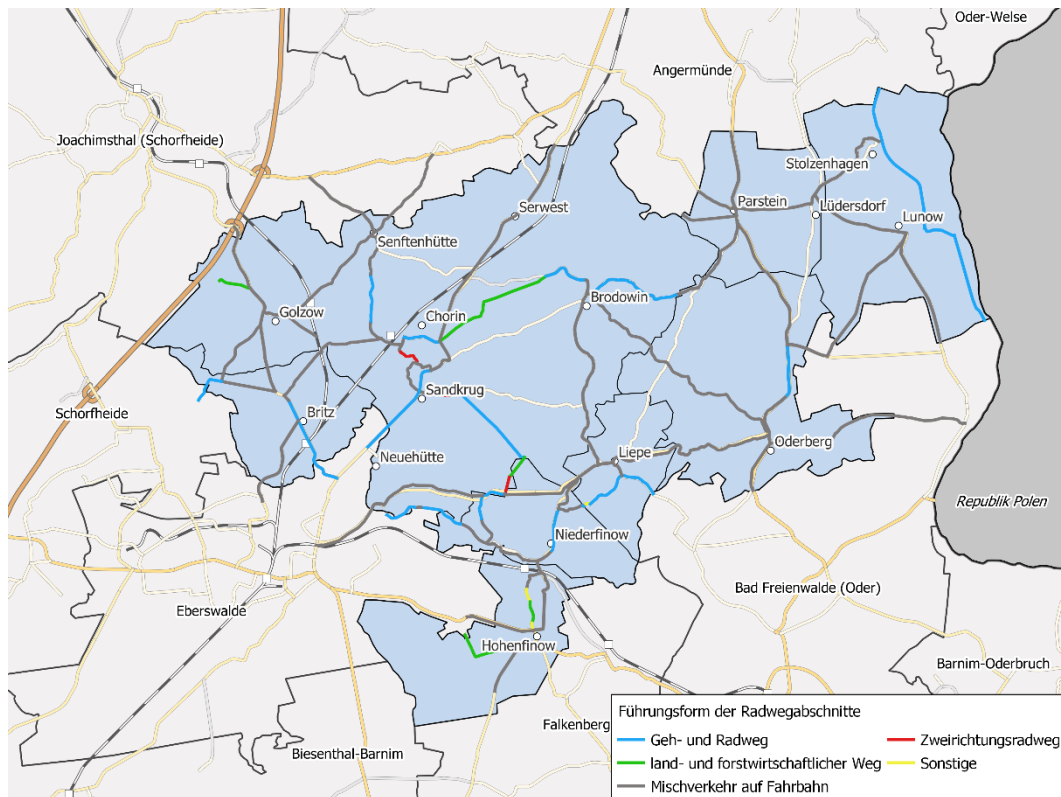 Oder-Welse
Angermünde
Joachimsthal (Schorfheide)
Stolzenhagen
Serwest
Parstein
Lüdersdorf
Lunow
Senftenhütte
Brodowin
Golzow
Chorin
Sandkrug
Schorfheide
Britz
Oderberg
Neuehütte
Liepe
Republik Polen
Niederfinow
Eberswalde
Bad Freienwalde (Oder)
Hohenfinow
Barnim-Oderbruch
Falkenberg
Biesenthal-Barnim
Führungsform der Radwegabschnitte
Geh- und Radweg
Zweirichtungsradweg
land- und forstwirtschaftlicher Weg
Sonstige
Mischverkehr auf Fahrbahn